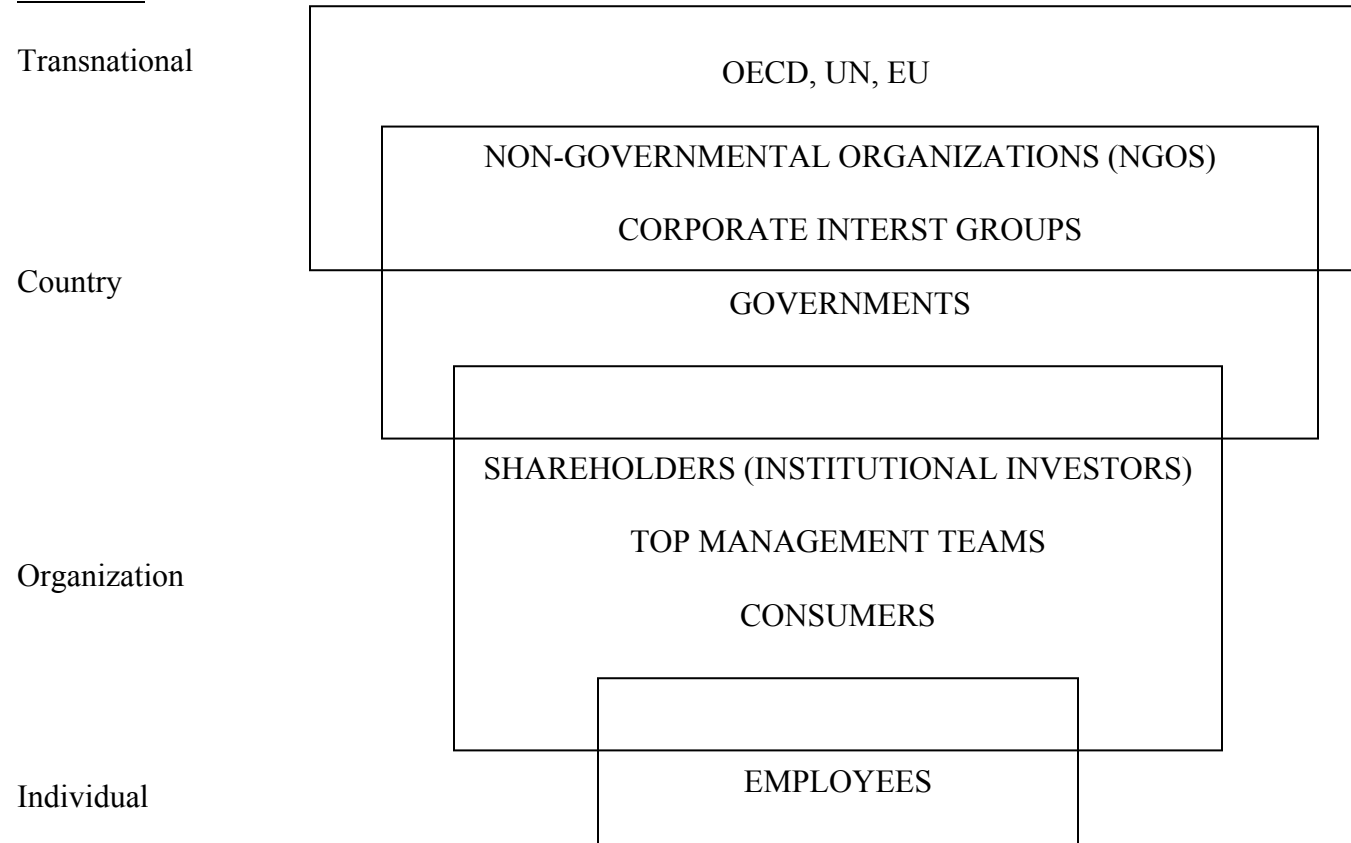 Transnational
OECD, UN, EU
NON-GOVERNMENTAL ORGANIZATIONS (NGOS)
CORPORATE INTERST GROUPS
Country
GOVERNMENTS
SHAREHOLDERS (INSTITUTIONAL INVESTORS)
TOP MANAGEMENT TEAMS
Organization
CONSUMERS
EMPLOYEES
Individual